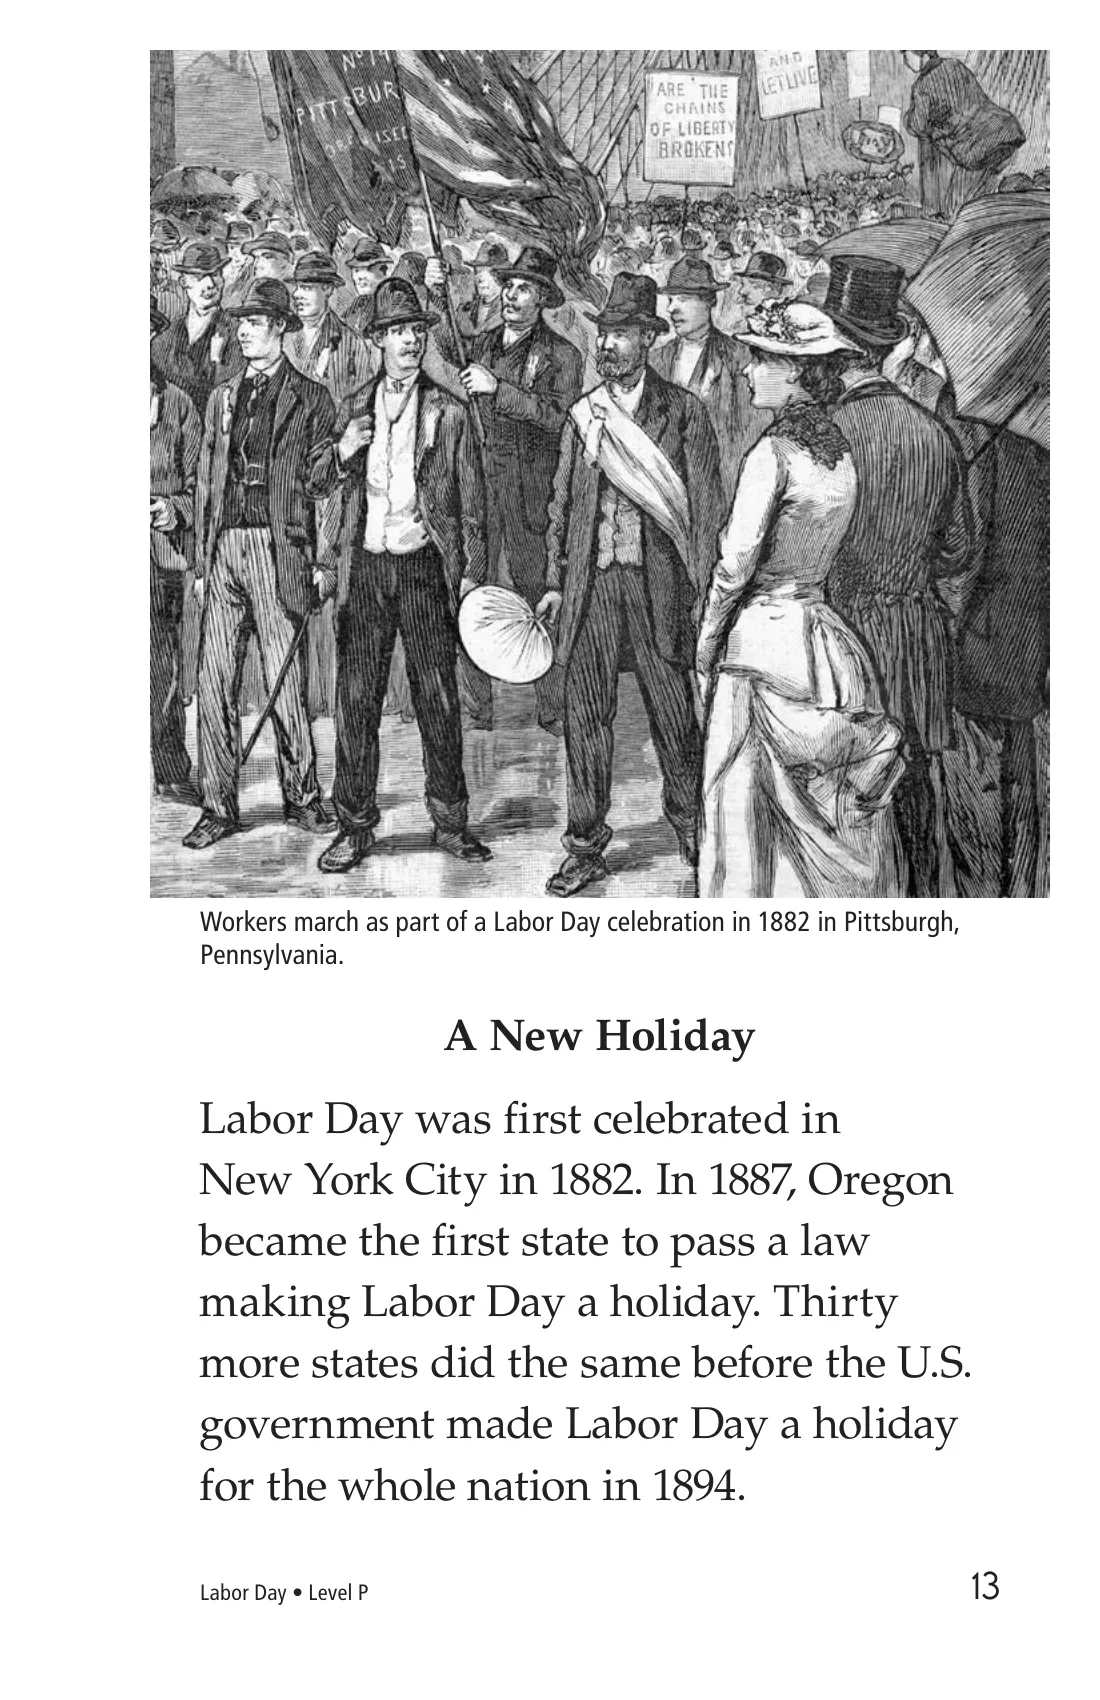 No 14
PITTSBUR
ARE THE
CHAINS
OF LIBERTY
BROKEN?
AND
LET LIVE
Workers march as part of a Labor Day celebration in 1882 in Pittsburgh,
Pennsylvania.
A New Holiday
Labor Day was first celebrated in
New York City in 1882. In 1887, Oregon
became the first state to pass a law
making Labor Day a holiday. Thirty
more states did the same before the U.S.
government made Labor Day a holiday
for the whole nation in 1894.
Labor Day • Level P
13